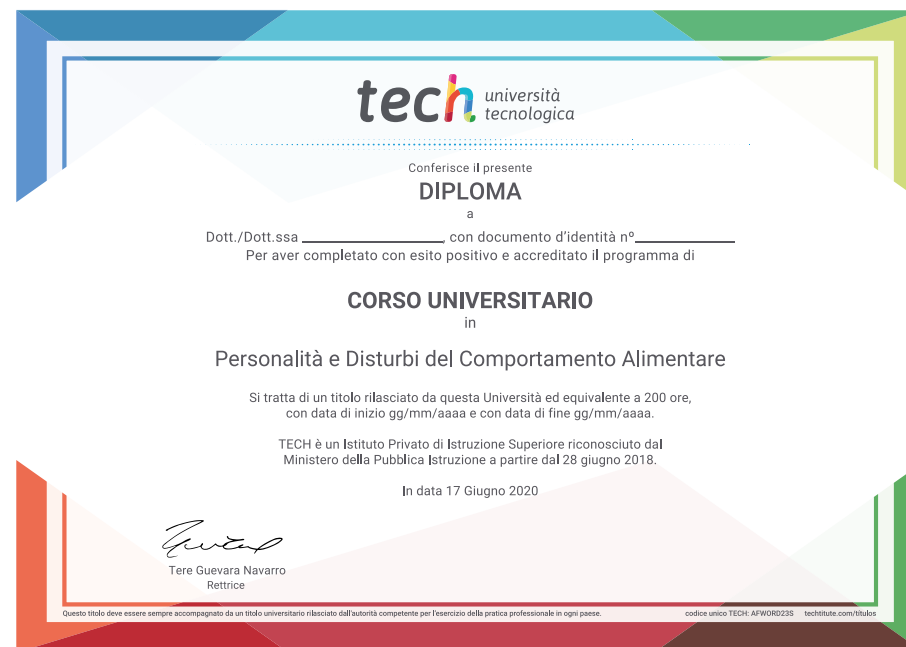 tech università
tecnologica
Conferisce il presente
DIPLOMA
a
Dott./Dott.ssa ____________________, con documento d'identità nº______________
Per aver completato con esito positivo e accreditato il programma di
CORSO UNIVERSITARIO
in
Personalità e Disturbi del Comportamento Alimentare
Si tratta di un titolo rilasciato da questa Università ed equivalente a 200 ore,
con data di inizio gg/mm/aaaa e con data di fine gg/mm/aaaa.
TECH è un Istituto Privato di Istruzione Superiore riconosciuto dal
Ministero della Pubblica Istruzione a partire dal 28 giugno 2018.
In data 17 Giugno 2020
Tere Guevara Navarro
Rettrice
Questo titolo deve essere sempre accompagnato da un titolo universitario rilasciato dall'autorità competente per l'esercizio della pratica professionale in ogni paese. codice unico TECH: AFWORD23S techtitute.com/títulos